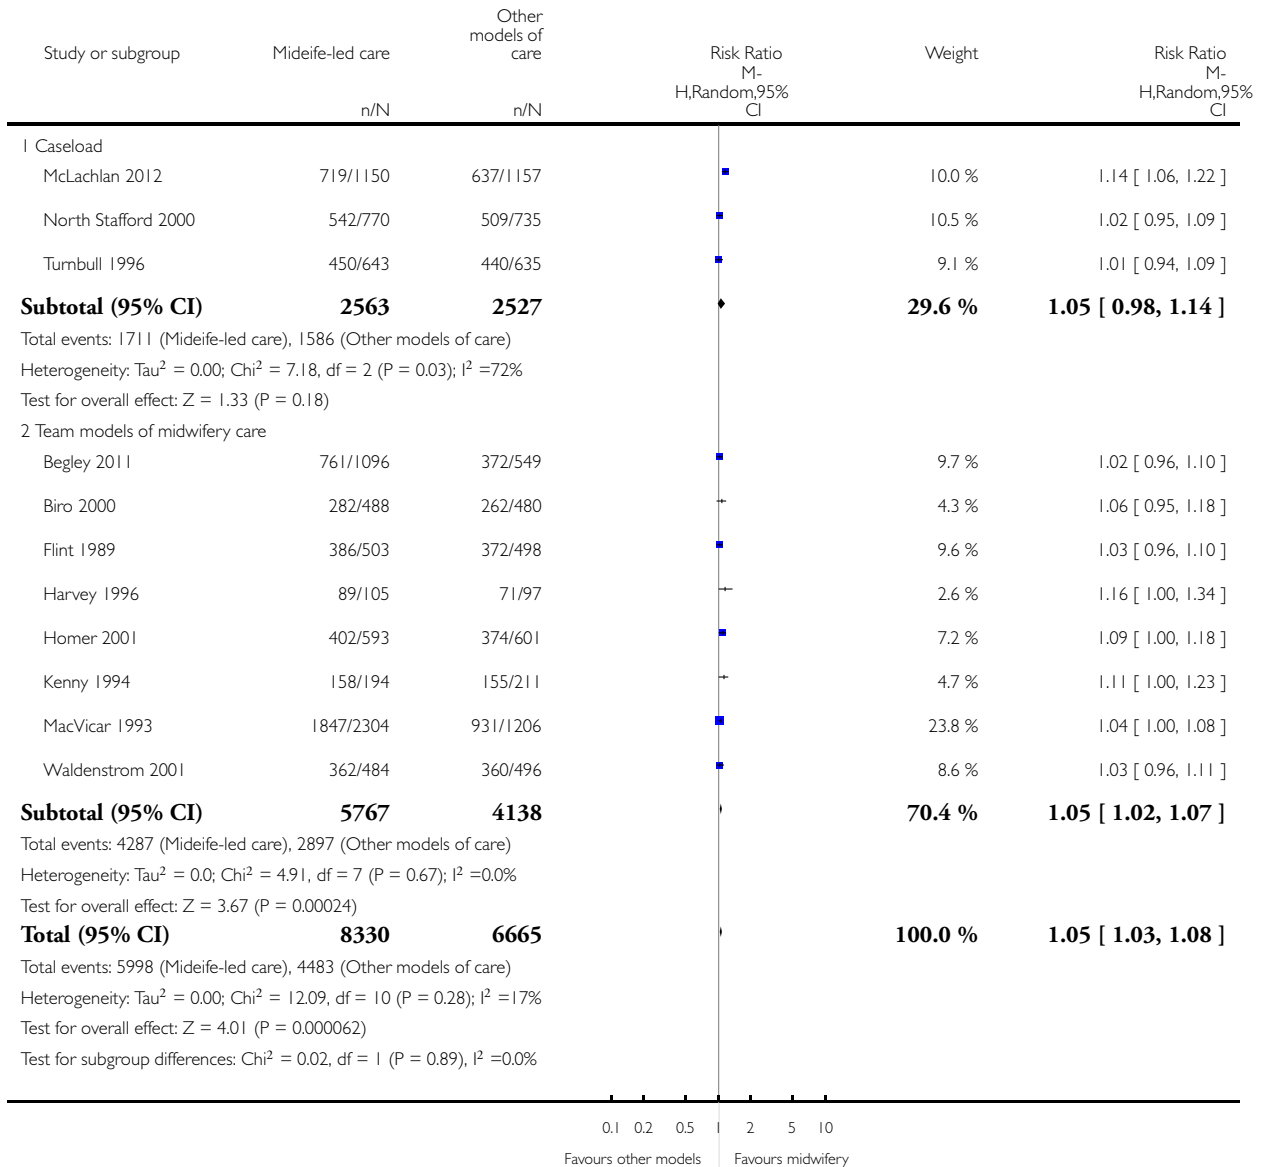 Study or subgroup Mideife-led care Other models of care Risk Ratio Weight Risk Ratio
M-H,Random,95% CI M-H,Random,95% CI
n/N n/N
1 Caseload
McLachlan 2012 719/1150 637/1157 10.0 % 1.14 [ 1.06, 1.22 ]
North Stafford 2000 542/770 509/735 10.5 % 1.02 [ 0.95, 1.09 ]
Turnbull 1996 450/643 440/635 9.1 % 1.01 [ 0.94, 1.09 ]
Subtotal (95% CI) 2563 2527 29.6 % 1.05 [ 0.98, 1.14 ]
Total events: 1711 (Mideife-led care), 1586 (Other models of care)
Heterogeneity: Tau² = 0.00; Chi² = 7.18, df = 2 (P = 0.03); I² =72%
Test for overall effect: Z = 1.33 (P = 0.18)
2 Team models of midwifery care
Begley 2011 761/1096 372/549 9.7 % 1.02 [ 0.96, 1.10 ]
Biro 2000 282/488 262/480 4.3 % 1.06 [ 0.95, 1.18 ]
Flint 1989 386/503 372/498 9.6 % 1.03 [ 0.96, 1.10 ]
Harvey 1996 89/105 71/97 2.6 % 1.16 [ 1.00, 1.34 ]
Homer 2001 402/593 374/601 7.2 % 1.09 [ 1.00, 1.18 ]
Kenny 1994 158/194 155/211 4.7 % 1.11 [ 1.00, 1.23 ]
MacVicar 1993 1847/2304 931/1206 23.8 % 1.04 [ 1.00, 1.08 ]
Waldenstrom 2001 362/484 360/496 8.6 % 1.03 [ 0.96, 1.11 ]
Subtotal (95% CI) 5767 4138 70.4 % 1.05 [ 1.02, 1.07 ]
Total events: 4287 (Mideife-led care), 2897 (Other models of care)
Heterogeneity: Tau² = 0.0; Chi² = 4.91, df = 7 (P = 0.67); I² =0.0%
Test for overall effect: Z = 3.67 (P = 0.00024)
Total (95% CI) 8330 6665 100.0 % 1.05 [ 1.03, 1.08 ]
Total events: 5998 (Mideife-led care), 4483 (Other models of care)
Heterogeneity: Tau² = 0.00; Chi² = 12.09, df = 10 (P = 0.28); I² =17%
Test for overall effect: Z = 4.01 (P = 0.000062)
Test for subgroup differences: Chi² = 0.02, df = 1 (P = 0.89), I² =0.0%
0.1 0.2 0.5 1 2 5 10
Favours other models Favours midwifery